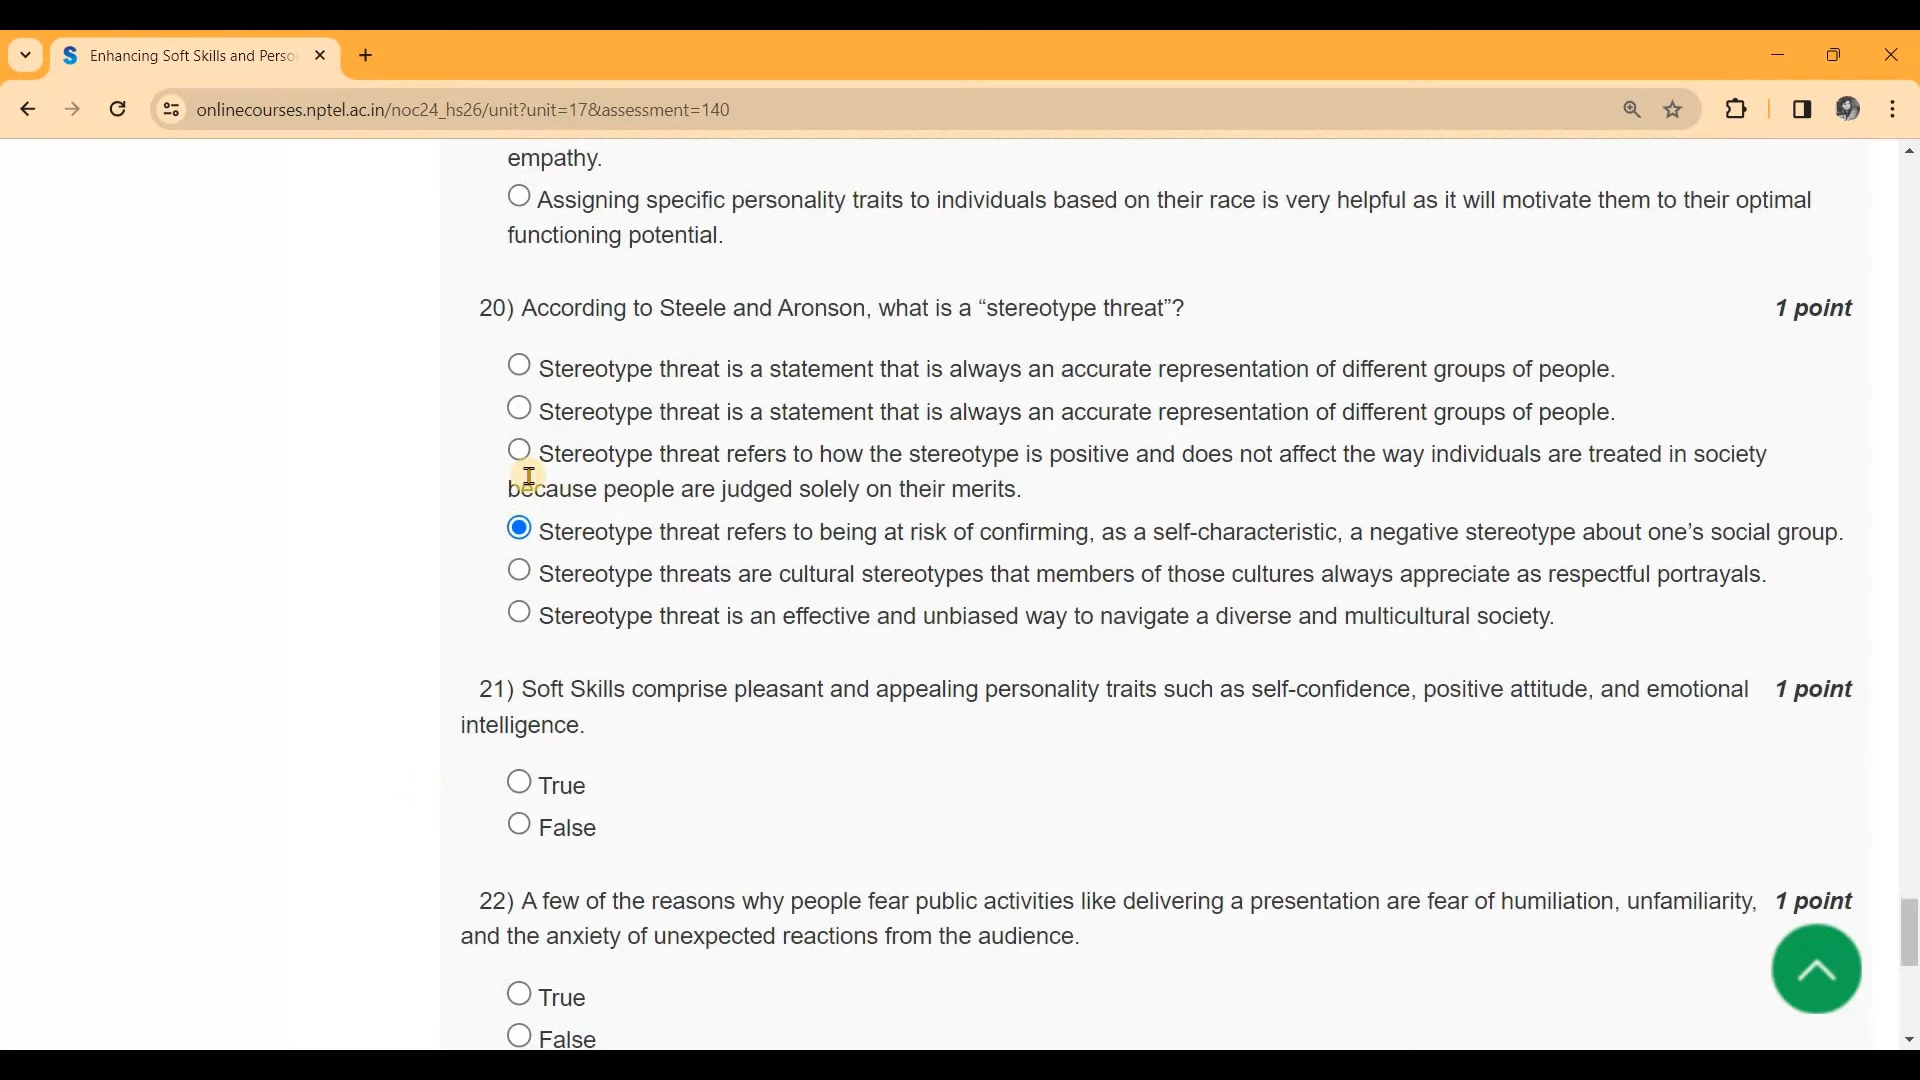 Enhancing Soft Skills and Perso
onlinecourses.nptel.ac.in/noc24_hs26/unit?unit=17&assessment=140
empathy.
Assigning specific personality traits to individuals based on their race is very helpful as it will motivate them to their optimal
functioning potential.
20) According to Steele and Aronson, what is a “stereotype threat”? 1 point
Stereotype threat is a statement that is always an accurate representation of different groups of people.
Stereotype threat is a statement that is always an accurate representation of different groups of people.
Stereotype threat refers to how the stereotype is positive and does not affect the way individuals are treated in society
because people are judged solely on their merits.
Stereotype threat refers to being at risk of confirming, as a self-characteristic, a negative stereotype about one’s social group.
Stereotype threats are cultural stereotypes that members of those cultures always appreciate as respectful portrayals.
Stereotype threat is an effective and unbiased way to navigate a diverse and multicultural society.
21) Soft Skills comprise pleasant and appealing personality traits such as self-confidence, positive attitude, and emotional 1 point
intelligence.
True
False
22) A few of the reasons why people fear public activities like delivering a presentation are fear of humiliation, unfamiliarity, 1 point
and the anxiety of unexpected reactions from the audience.
True
False